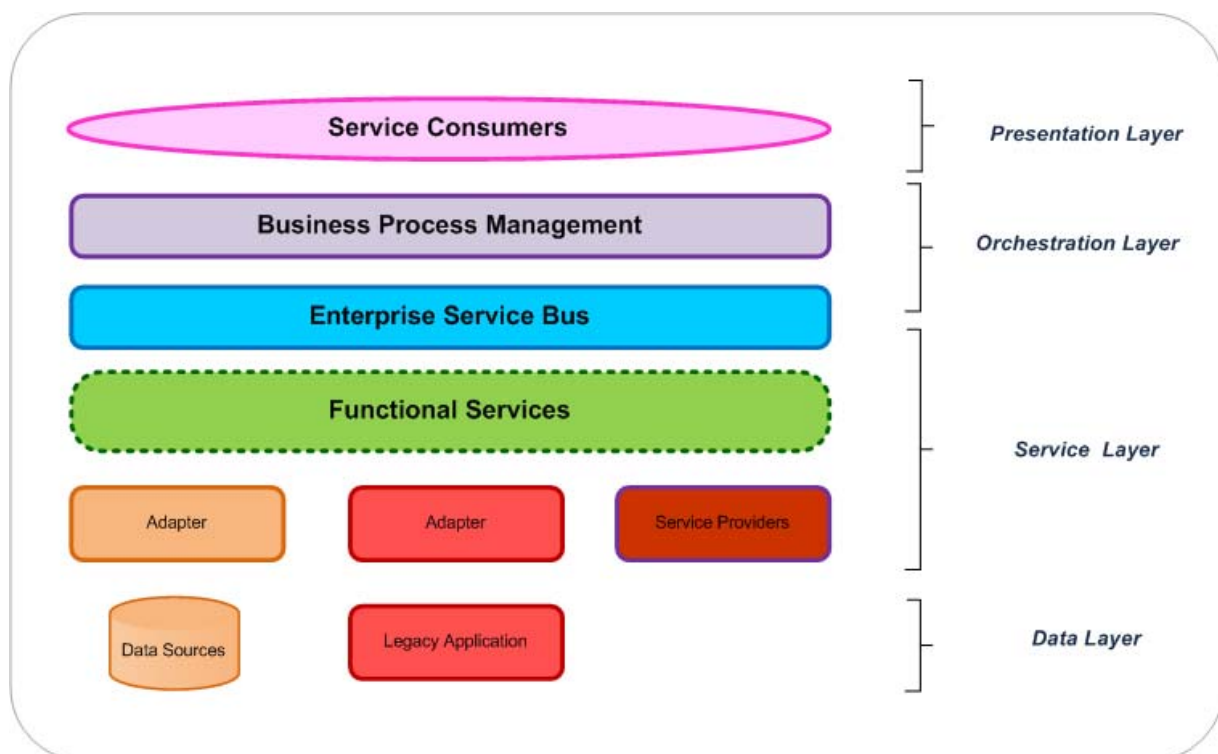 Service Consumers
Presentation Layer
Business Process Management
Orchestration Layer
Enterprise Service Bus
Functional Services
Service Layer
Adapter
Adapter
Service Providers
Data Sources
Legacy Application
Data Layer